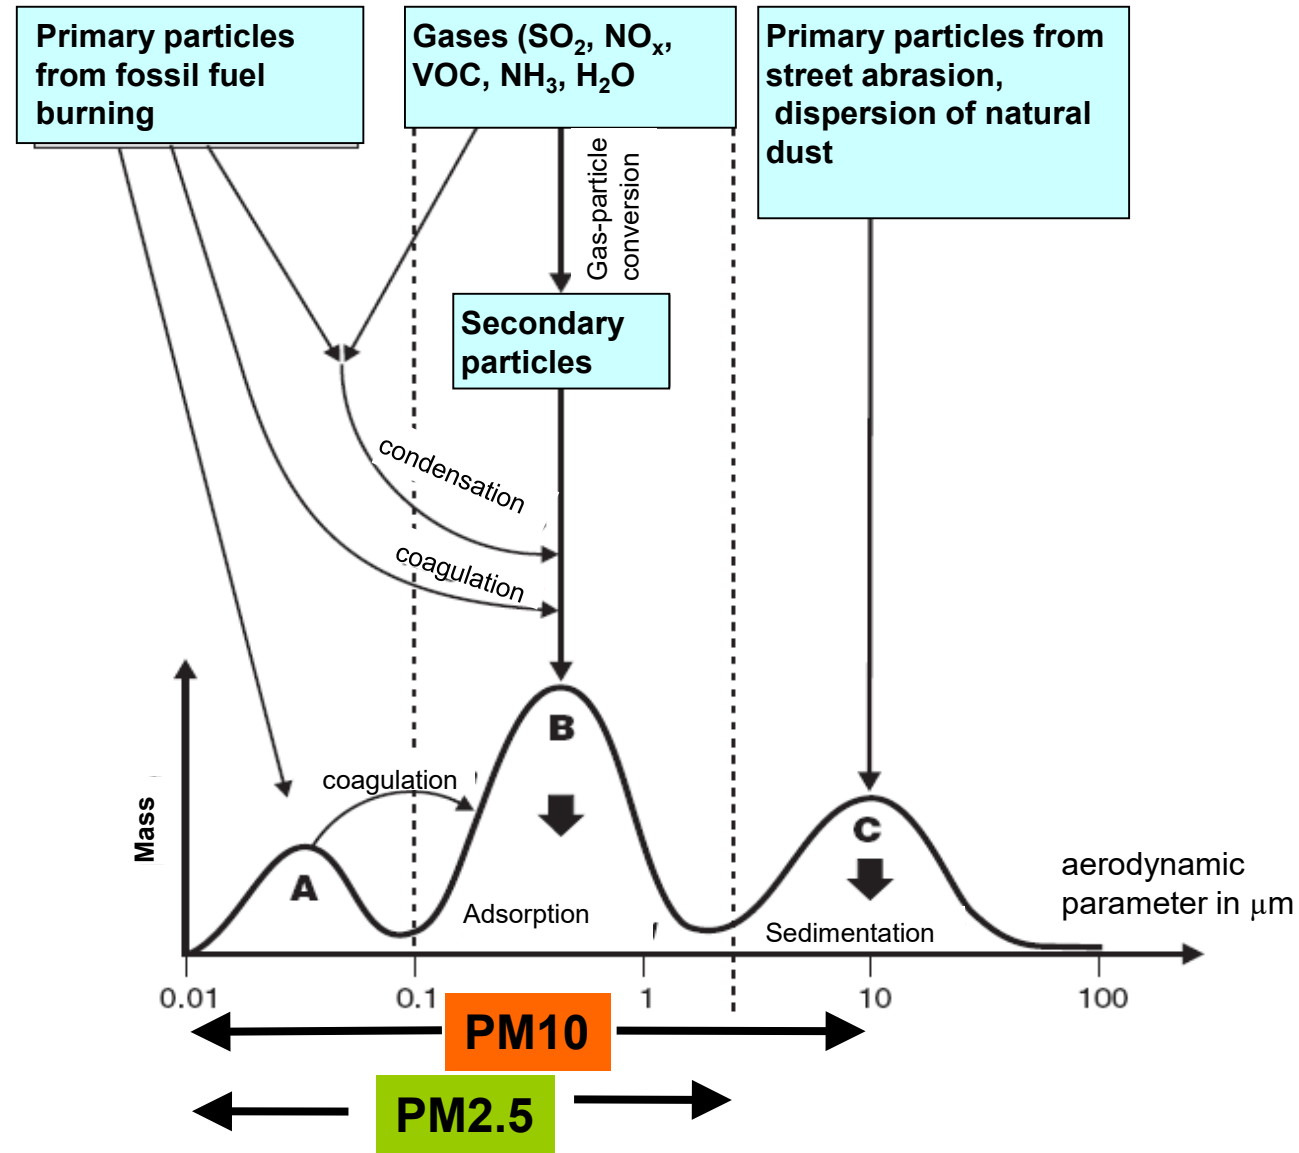 Primary particles
from fossil fuel
burning
Gases (SO₂, NOₓ,
VOC, NH₃, H₂O
Primary particles from
street abrasion,
dispersion of natural
dust
Gas-particle
conversion
Secondary
particles
condensation
coagulation
coagulation
Mass
A
B
C
Adsorption
Sedimentation
aerodynamic
parameter in μm
0.01
0.1
1
10
100
PM10
PM2.5